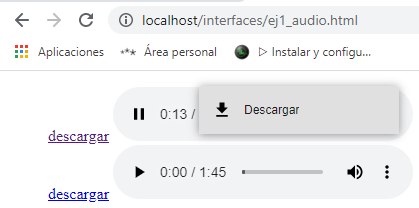 localhost/interfaces/ej1_audio.html
Aplicaciones ·** Área personal ▷ Instalar y configu...
descargar 0:13 / Descargar
descargar 0:00 / 1:45